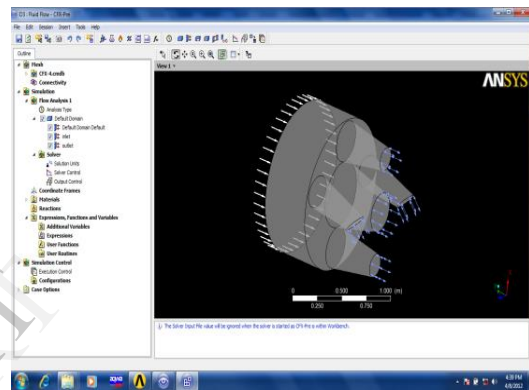 D3 : Fluid Flow - CFX-Pre
File Edit Session Insert Tools Help
Outline
Mesh
CFX-4.cmdb
Connectivity
Simulation
Flow Analysis 1
Analysis Type
Default Domain
Default Domain Default
inlet
outlet
Solver
Solution Units
Solver Control
Output Control
Coordinate Frames
Materials
Reactions
Expressions, Functions and Variables
Additional Variables
Expressions
User Functions
User Routines
Simulation Control
Execution Control
Configurations
Case Options
View 1
ANSYS
0 0.500 1.000 (m)
0.250 0.750
The Solver Input File value will be ignored when the solver is started as CFX-Pre is within Workbench.
4:39 PM